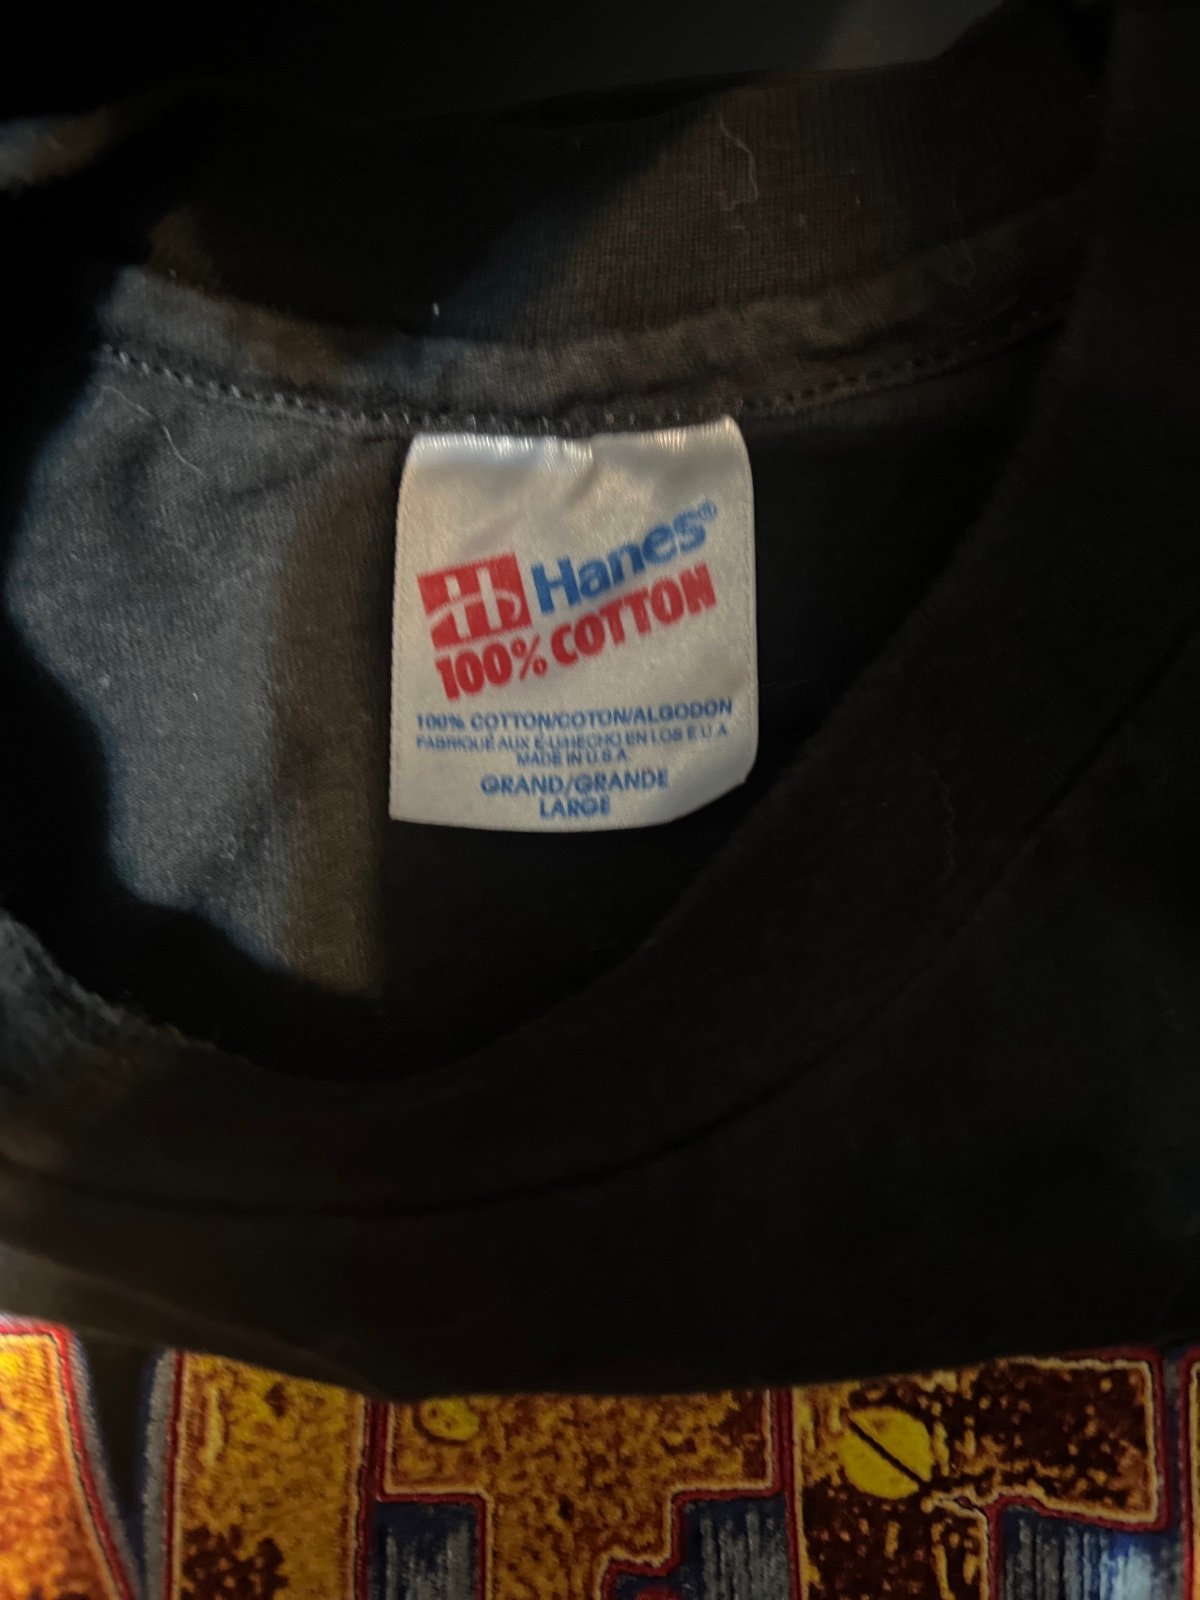 Hanes®
100% COTTON
100% COTTON/COTON/ALGODON
FABRIQUÉ AUX É-U/HECHO EN LOS E U A
MADE IN U.S.A.
GRAND/GRANDE
LARGE